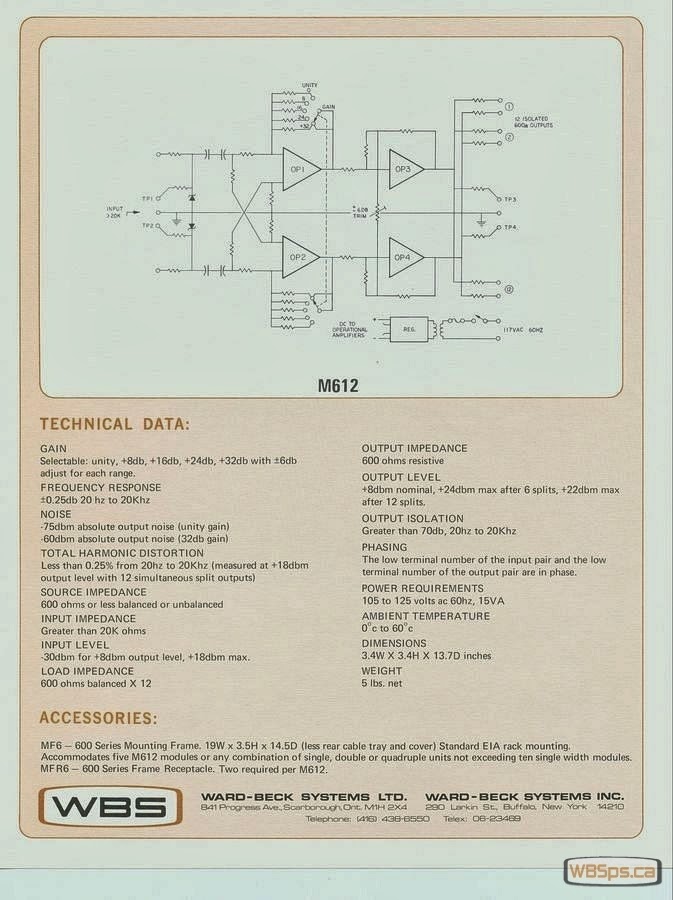 UNITY
8
16
24
+32
GAIN
OP1
OP3
OP2
OP4
TP1
TP2
INPUT
>20K
± 6DB
TRIM
1
12 ISOLATED
600Ω OUTPUTS
2
TP3
TP4
12
DC TO
OPERATIONAL
AMPLIFIERS
+
-
REG.
117VAC 60HZ
M612
TECHNICAL DATA:
GAIN
Selectable: unity, +8db, +16db, +24db, +32db with ±6db
adjust for each range.
FREQUENCY RESPONSE
±0.25db 20 hz to 20Khz
NOISE
-75dbm absolute output noise (unity gain)
-60dbm absolute output noise (32db gain)
TOTAL HARMONIC DISTORTION
Less than 0.25% from 20hz to 20Khz (measured at +18dbm
output level with 12 simultaneous split outputs)
SOURCE IMPEDANCE
600 ohms or less balanced or unbalanced
INPUT IMPEDANCE
Greater than 20K ohms
INPUT LEVEL
-30dbm for +8dbm output level, +18dbm max.
LOAD IMPEDANCE
600 ohms balanced X 12
OUTPUT IMPEDANCE
600 ohms resistive
OUTPUT LEVEL
+8dbm nominal, +24dbm max after 6 splits, +22dbm max
after 12 splits.
OUTPUT ISOLATION
Greater than 70db, 20hz to 20Khz
PHASING
The low terminal number of the input pair and the low
terminal number of the output pair are in phase.
POWER REQUIREMENTS
105 to 125 volts ac 60hz, 15VA
AMBIENT TEMPERATURE
0°c to 60°c
DIMENSIONS
3.4W X 3.4H X 13.7D inches
WEIGHT
5 lbs. net
ACCESSORIES:
MF6 – 600 Series Mounting Frame. 19W x 3.5H x 14.5D (less rear cable tray and cover) Standard EIA rack mounting.
Accommodates five M612 modules or any combination of single, double or quadruple units not exceeding ten single width modules.
MFR6 – 600 Series Frame Receptacle. Two required per M612.
WBS
WARD-BECK SYSTEMS LTD. WARD-BECK SYSTEMS INC.
841 Progress Ave., Scarborough, Ont. M1H 2X4 290 Larkin St., Buffalo, New York 14210
Telephone: (416) 438-6550 Telex: 06-23469
WBSps.ca